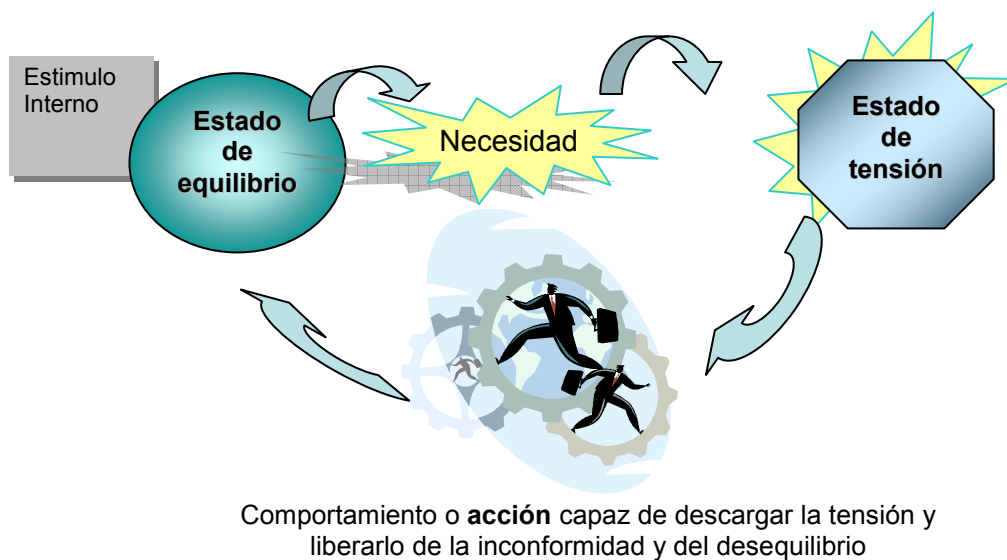 Estimulo
Interno
Estado
de
equilibrio
Necesidad
Estado
de
tensión
Comportamiento o acción capaz de descargar la tensión y
liberarlo de la inconformidad y del desequilibrio